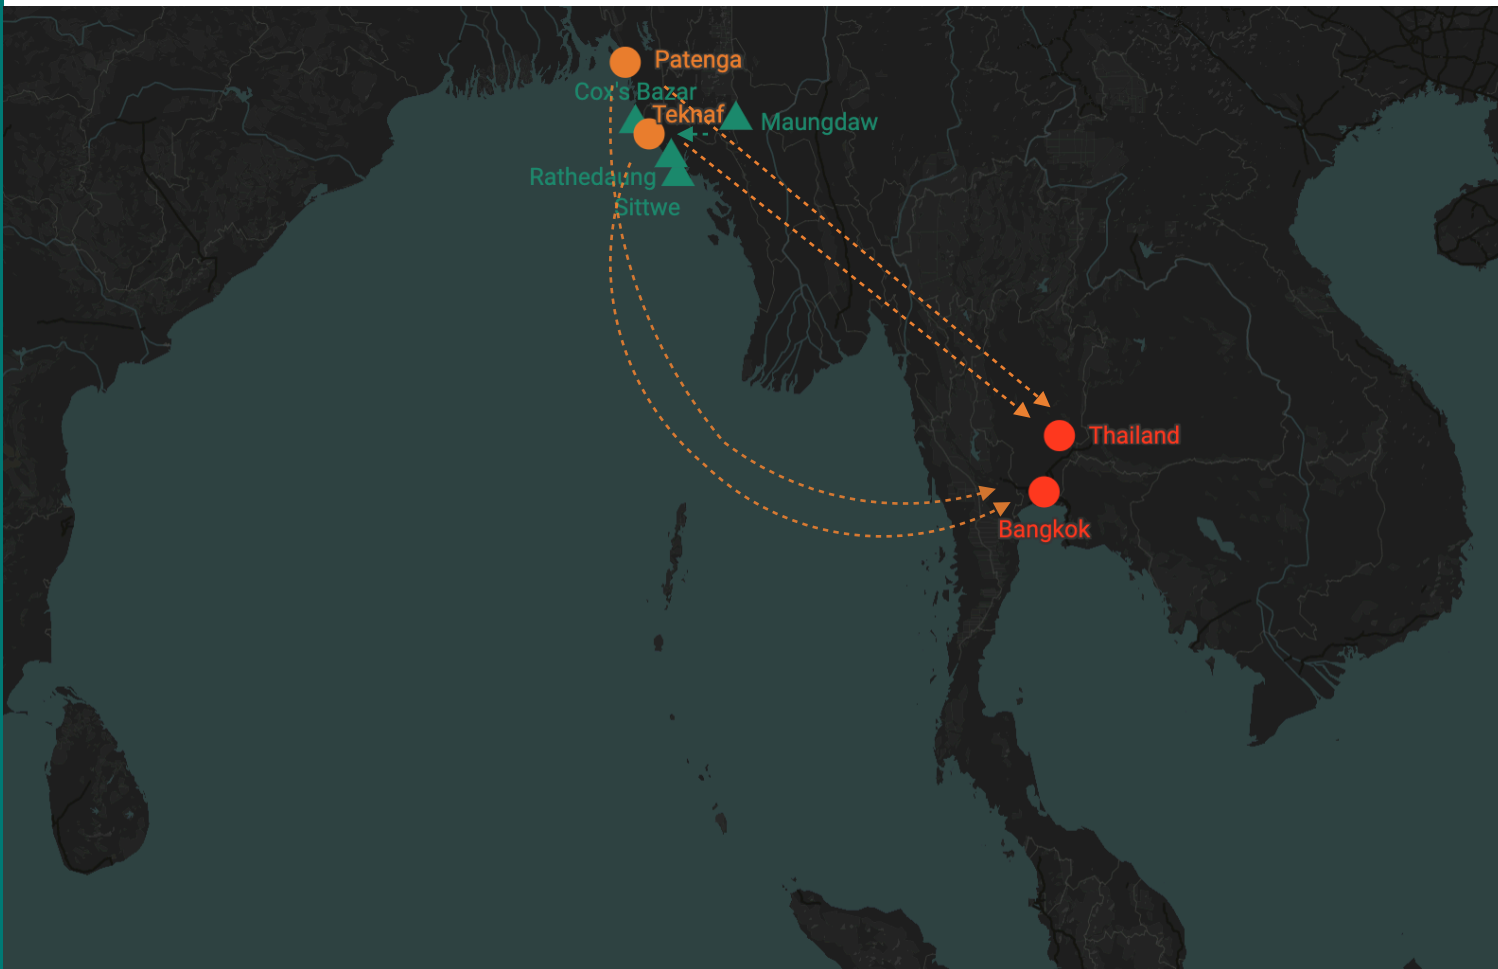 Patenga
Cox's Bazar
Teknaf
Maungdaw
Rathedaung
Sittwe
Thailand
Bangkok